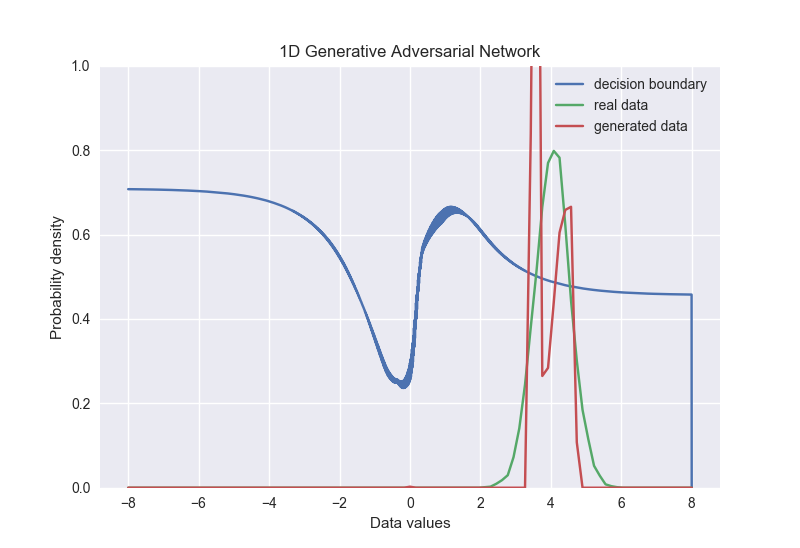 1D Generative Adversarial Network
1.0
0.8
0.6
0.4
0.2
0.0
Probability density
decision boundary
real data
generated data
−8 −6 −4 −2 0 2 4 6 8
Data values